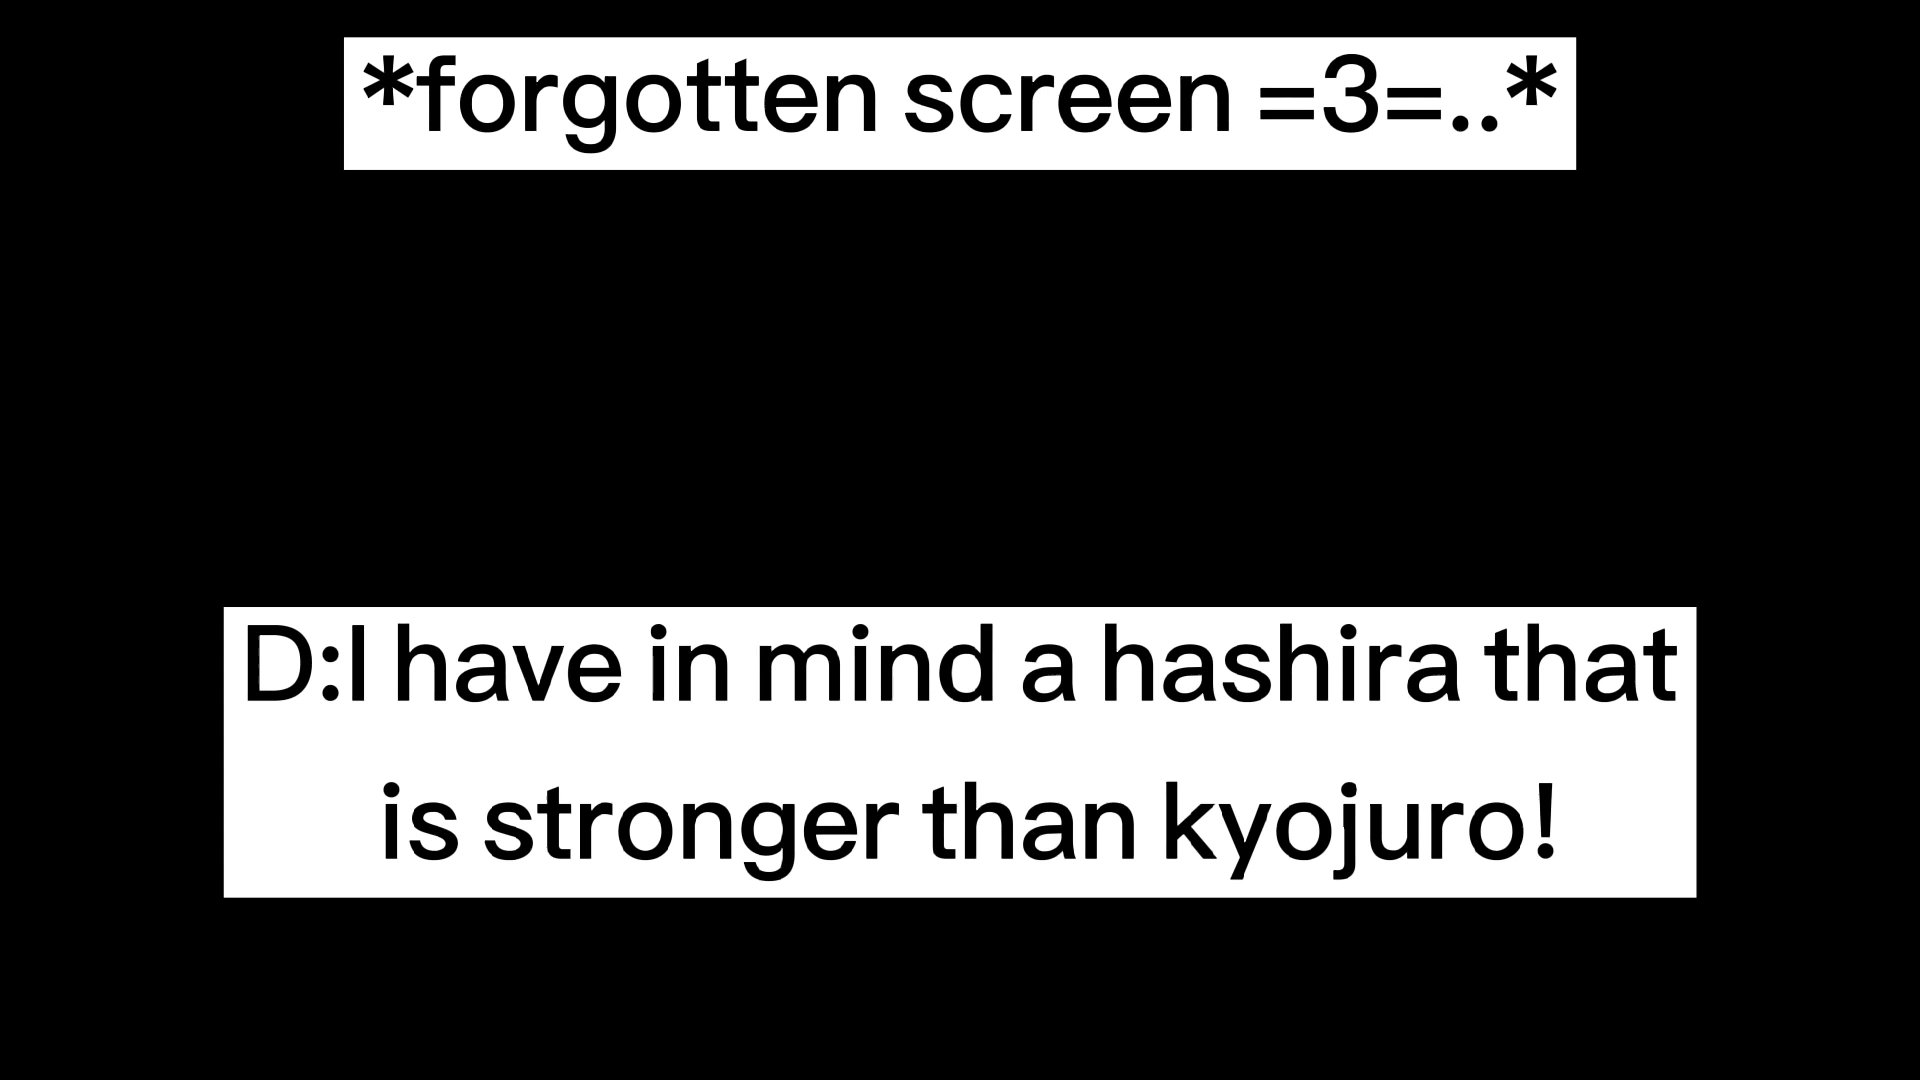 *forgotten screen =3=..*
D:I have in mind a hashira that
is stronger than kyojuro!